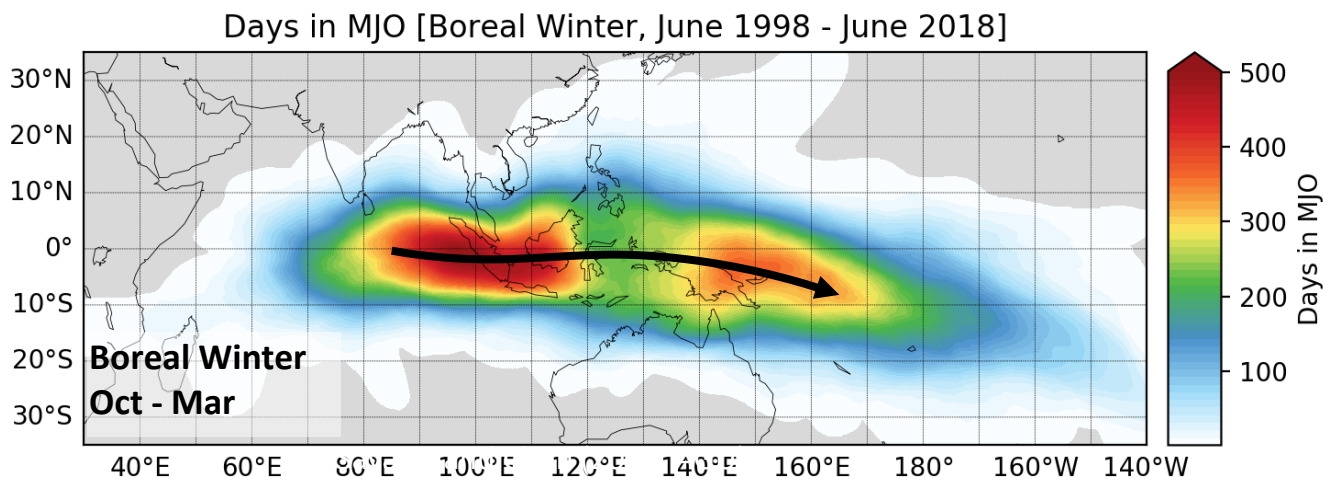 Days in MJO [Boreal Winter, June 1998 - June 2018]
30°N
20°N
10°N
0°
10°S
20°S
30°S
Boreal Winter
Oct - Mar
40°E 60°E 80°E 100°E 120°E 140°E 160°E 180° 160°W 140°W
500
400
300
200
100
Days in MJO